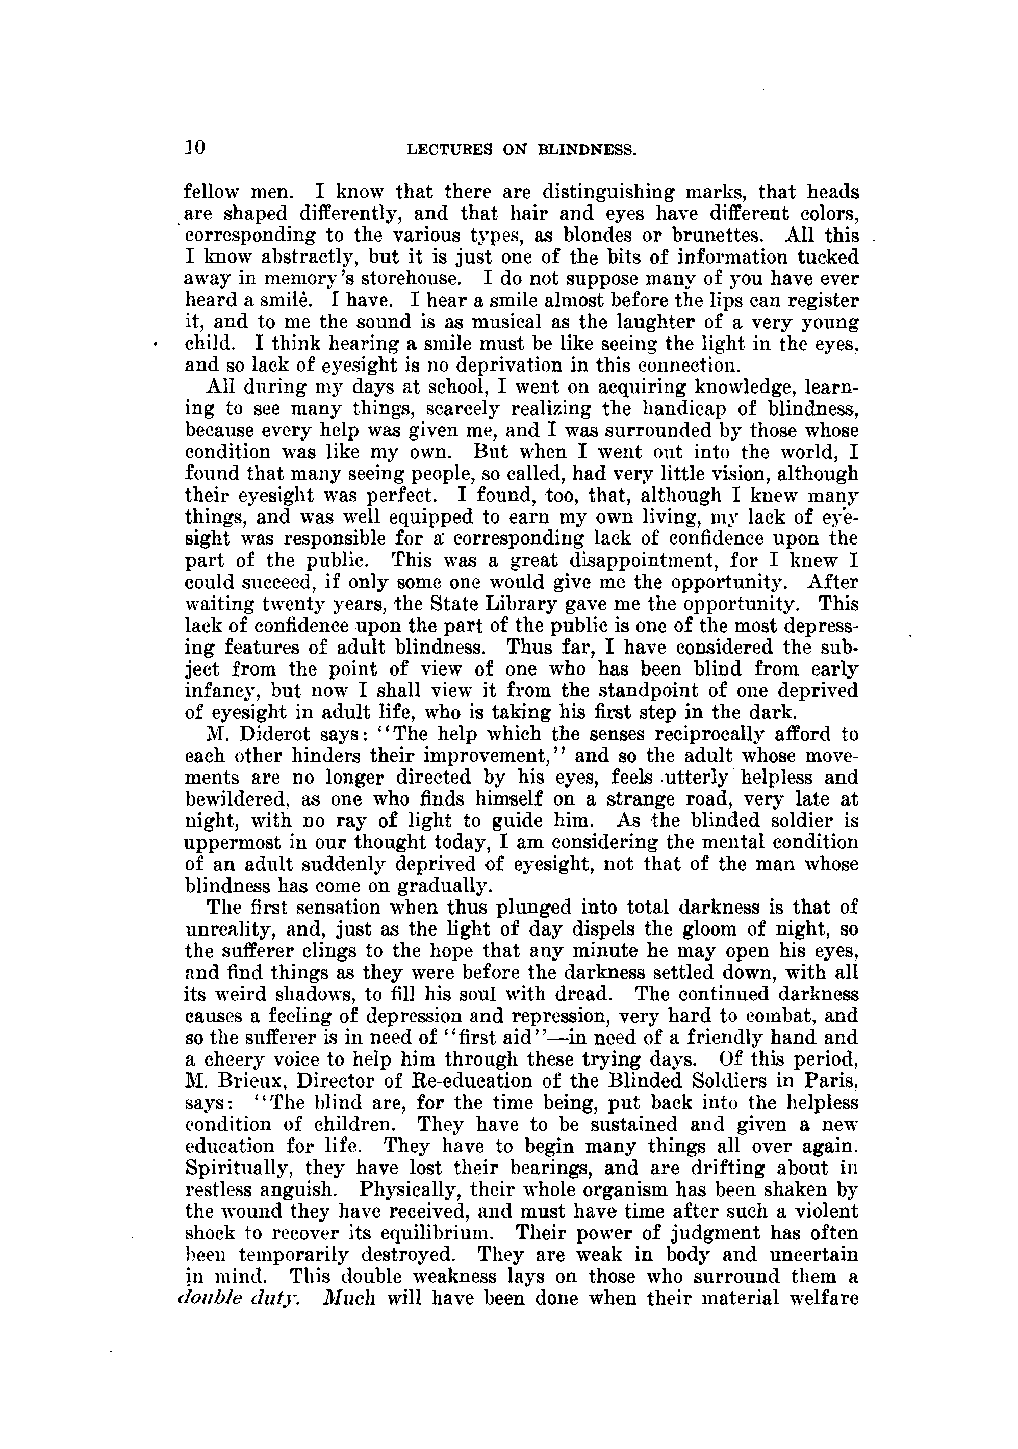 10 LECTURES ON BLINDNESS.
fellow men. I know that there are distinguishing marks, that heads
are shaped differently, and that hair and eyes have different colors,
corresponding to the various types, as blondes or brunettes. All this
I know abstractly, but it is just one of the bits of information tucked
away in memory's storehouse. I do not suppose many of you have ever
heard a smile. I have. I hear a smile almost before the lips can register
it, and to me the sound is as musical as the laughter of a very young
child. I think hearing a smile must be like seeing the light in the eyes,
and so lack of eyesight is no deprivation in this connection.
All during my days at school, I went on acquiring knowledge, learn-
ing to see many things, scarcely realizing the handicap of blindness,
because every help was given me, and I was surrounded by those whose
condition was like my own. But when I went out into the world, I
found that many seeing people, so called, had very little vision, although
their eyesight was perfect. I found, too, that, although I knew many
things, and was well equipped to earn my own living, my lack of eye-
sight was responsible for a corresponding lack of confidence upon the
part of the public. This was a great disappointment, for I knew I
could succeed, if only some one would give me the opportunity. After
waiting twenty years, the State Library gave me the opportunity. This
lack of confidence upon the part of the public is one of the most depress-
ing features of adult blindness. Thus far, I have considered the sub-
ject from the point of view of one who has been blind from early
infancy, but now I shall view it from the standpoint of one deprived
of eyesight in adult life, who is taking his first step in the dark.
M. Diderot says: "The help which the senses reciprocally afford to
each other hinders their improvement," and so the adult whose move-
ments are no longer directed by his eyes, feels utterly helpless and
bewildered, as one who finds himself on a strange road, very late at
night, with no ray of light to guide him. As the blinded soldier is
uppermost in our thought today, I am considering the mental condition
of an adult suddenly deprived of eyesight, not that of the man whose
blindness has come on gradually.
The first sensation when thus plunged into total darkness is that of
unreality, and, just as the light of day dispels the gloom of night, so
the sufferer clings to the hope that any minute he may open his eyes,
and find things as they were before the darkness settled down, with all
its weird shadows, to fill his soul with dread. The continued darkness
causes a feeling of depression and repression, very hard to combat, and
so the sufferer is in need of "first aid"—in need of a friendly hand and
a cheery voice to help him through these trying days. Of this period,
M. Brieux, Director of Re-education of the Blinded Soldiers in Paris,
says: "The blind are, for the time being, put back into the helpless
condition of children. They have to be sustained and given a new
education for life. They have to begin many things all over again.
Spiritually, they have lost their bearings, and are drifting about in
restless anguish. Physically, their whole organism has been shaken by
the wound they have received, and must have time after such a violent
shock to recover its equilibrium. Their power of judgment has often
been temporarily destroyed. They are weak in body and uncertain
in mind. This double weakness lays on those who surround them a
double duty. Much will have been done when their material welfare